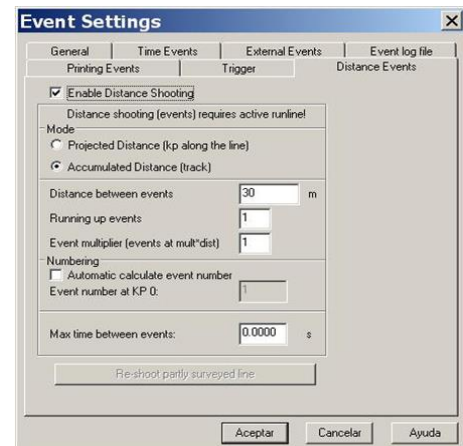 Event Settings
General Time Events External Events Event log file
Printing Events Trigger Distance Events
Enable Distance Shooting
Distance shooting (events) requires active runline!
Mode
Projected Distance (kp along the line)
Accumulated Distance (track)
Distance between events 30 m
Running up events 1
Event multiplier (events at mult*dist) 1
Numbering
Automatic calculate event number
Event number at KP 0: 1
Max time between events: 0.0000 s
Re-shoot partly surveyed line
Aceptar Cancelar Ayuda